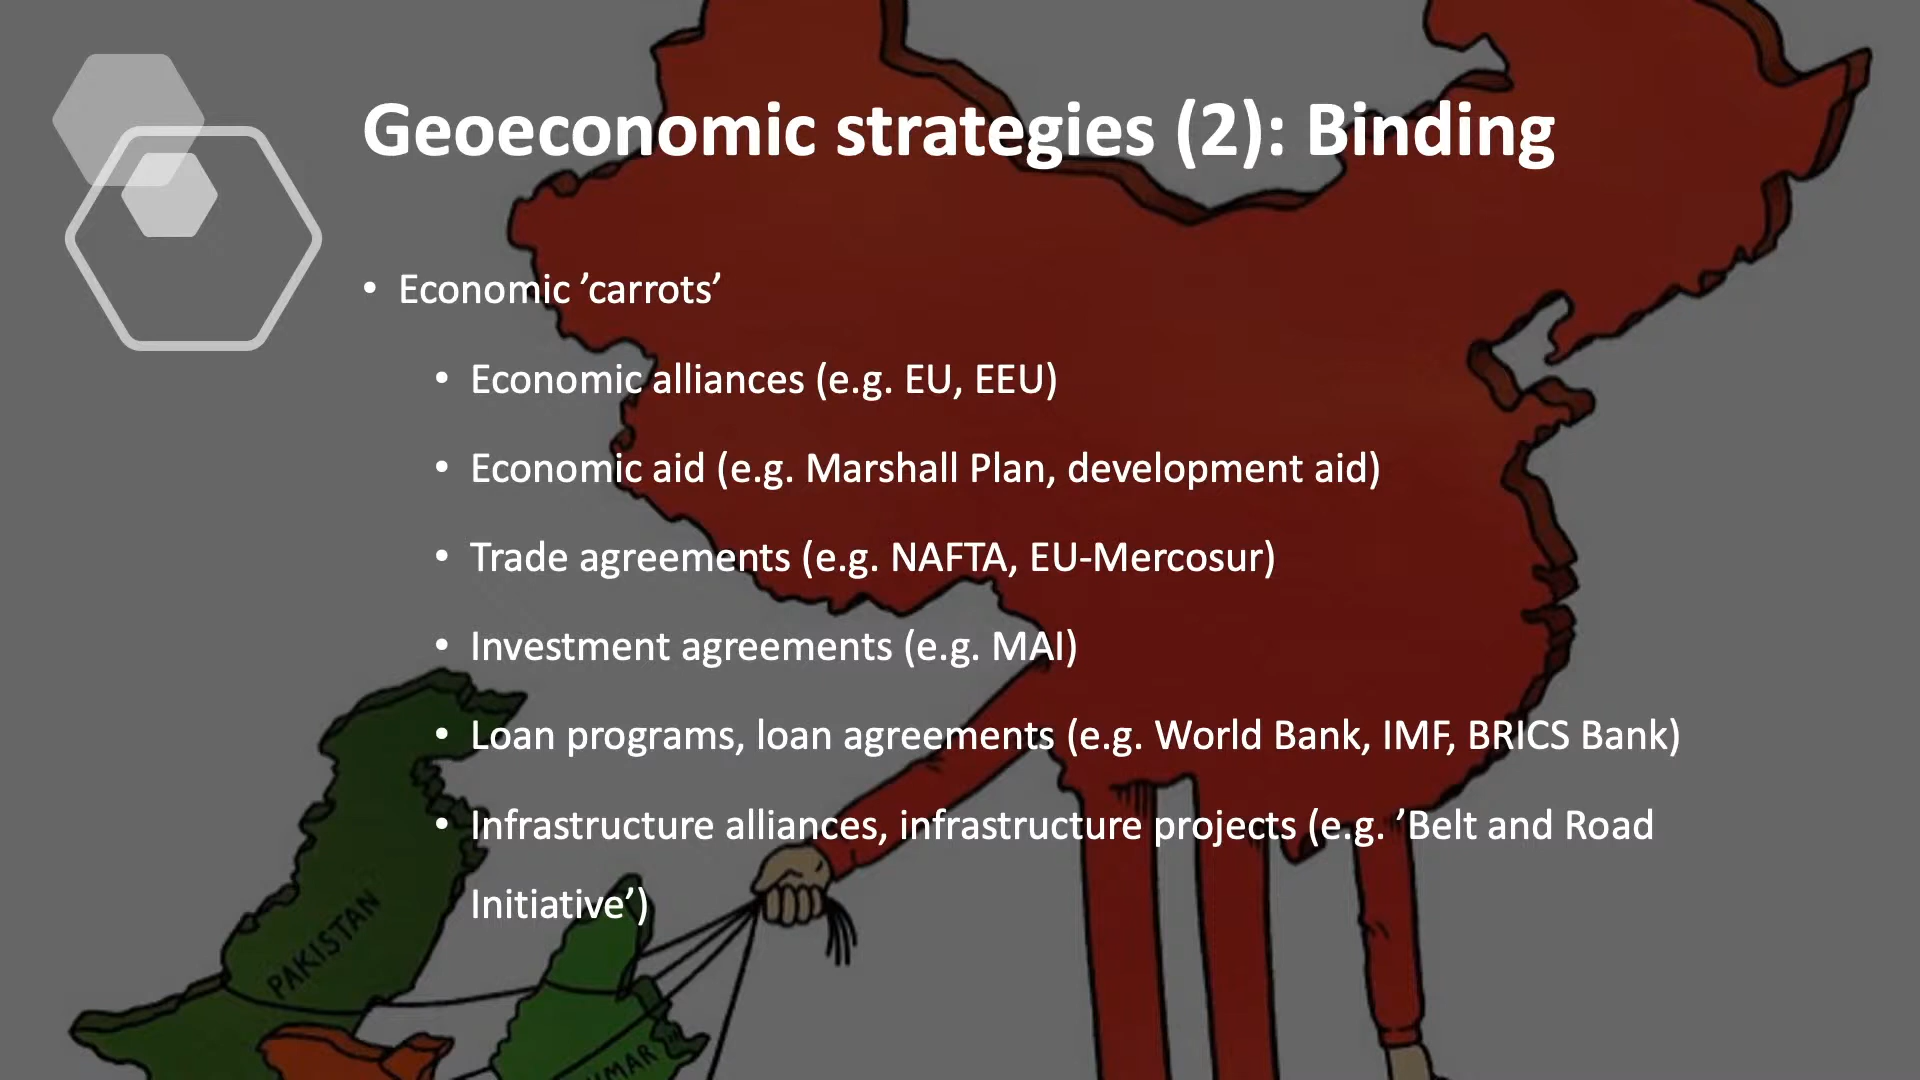 Geoeconomic strategies (2): Binding
• Economic ’carrots’
• Economic alliances (e.g. EU, EEU)
• Economic aid (e.g. Marshall Plan, development aid)
• Trade agreements (e.g. NAFTA, EU-Mercosur)
• Investment agreements (e.g. MAI)
• Loan programs, loan agreements (e.g. World Bank, IMF, BRICS Bank)
• Infrastructure alliances, infrastructure projects (e.g. ’Belt and Road
Initiative’)
PAKISTAN